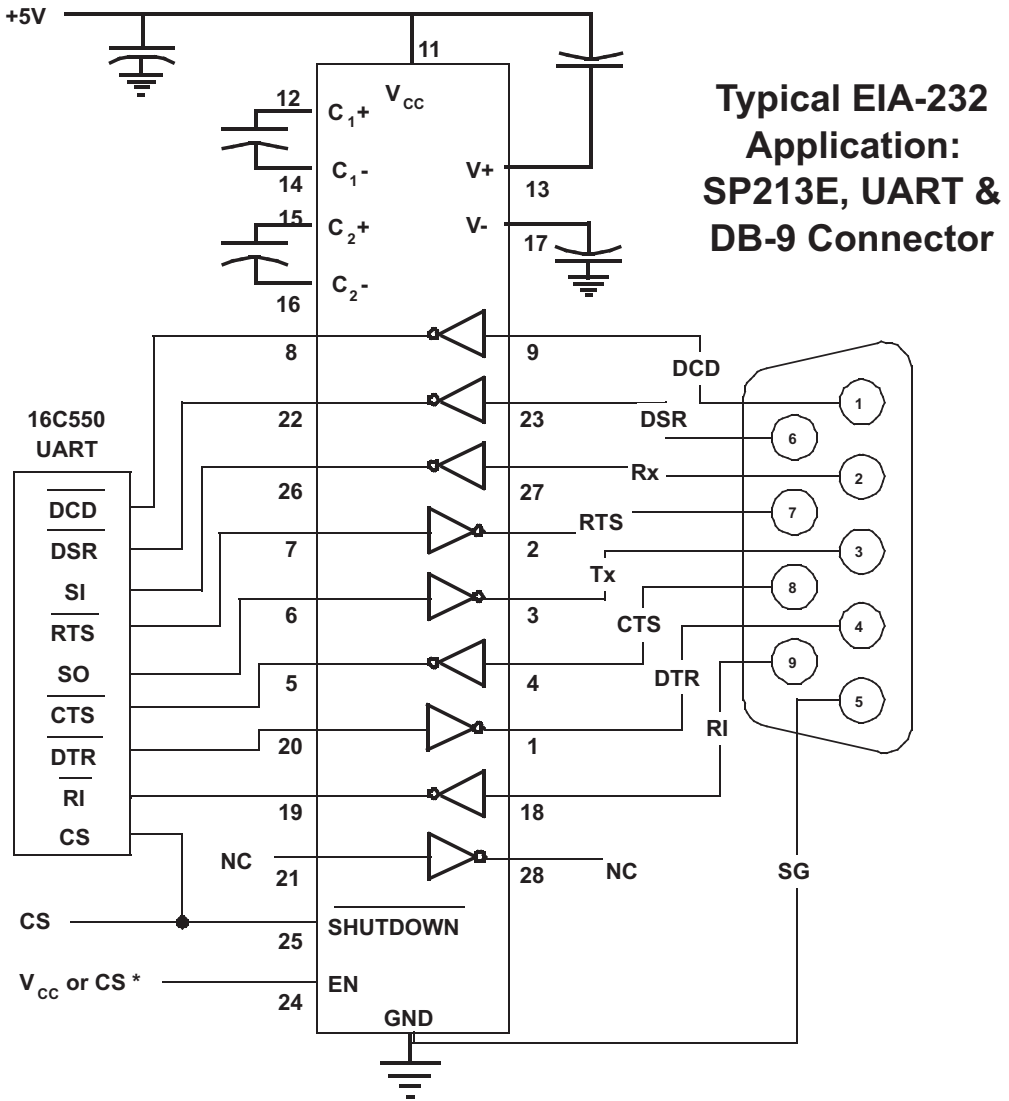 +5V
11
Typical EIA-232
Application:
SP213E, UART &
DB-9 Connector
12
C1+
VCC
14
C1-
V+
13
15
C2+
V-
17
16
C2-
8
9
DCD
1
22
23
DSR
6
16C550
UART
26
27
Rx
2
DCD
7
2
RTS
7
DSR
3
SI
6
3
Tx
8
RTS
CTS
4
SO
5
4
DTR
9
CTS
5
DTR
20
1
RI
RI
19
18
CS
NC
21
28
NC
SG
CS
25
SHUTDOWN
VCC or CS *
24
EN
GND